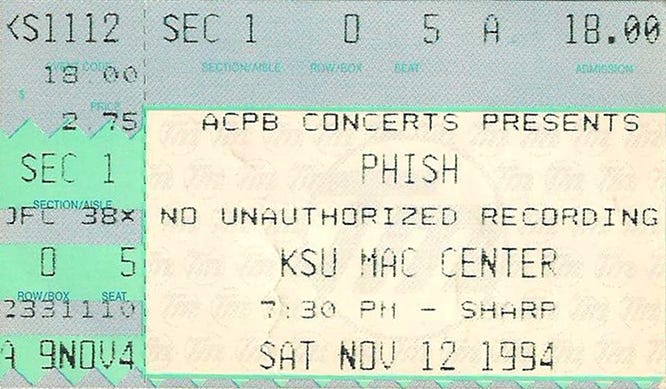 <S1112 SEC 1 0 5 A 18.00
EVENT CODE SECTION/AISLE ROW/BOX SEAT ADMISSION
18.00
$ PRICE
2.75 ACPB CONCERTS PRESENTS
SEC 1 PHISH
SECTION/AISLE
38X NO UNAUTHORIZED RECORDING
0 5 KSU MAC CENTER
ROW/BOX SEAT
2331110 7:30 PM - SHARP
A 9NOV4 SAT NOV 12 1994